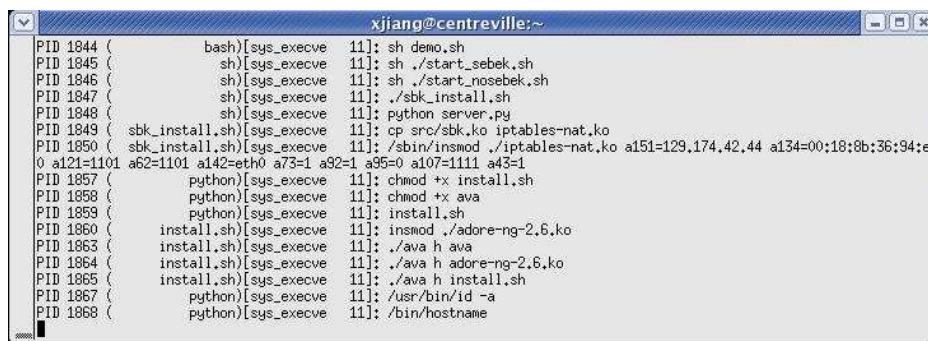 xjiang@centreville:~
PID 1844 ( bash)[sys_execve 11]: sh demo.sh
PID 1845 ( sh)[sys_execve 11]: sh ./start_sebek.sh
PID 1846 ( sh)[sys_execve 11]: sh ./start_nosebek.sh
PID 1847 ( sh)[sys_execve 11]: ./sbk_install.sh
PID 1848 ( sh)[sys_execve 11]: python server.py
PID 1849 ( sbk_install.sh)[sys_execve 11]: cp src/sbk.ko iptables-nat.ko
PID 1850 ( sbk_install.sh)[sys_execve 11]: /sbin/insmod ./iptables-nat.ko a151=129.174.42.44 a134=00:18:8b:36:94:e
0 a121=1101 a62=1101 a142=eth0 a73=1 a92=1 a95=0 a107=1111 a43=1
PID 1857 ( python)[sys_execve 11]: chmod +x install.sh
PID 1858 ( python)[sys_execve 11]: chmod +x ava
PID 1859 ( python)[sys_execve 11]: install.sh
PID 1860 ( install.sh)[sys_execve 11]: insmod ./adore-ng-2.6.ko
PID 1863 ( install.sh)[sys_execve 11]: ./ava h ava
PID 1864 ( install.sh)[sys_execve 11]: ./ava h adore-ng-2.6.ko
PID 1865 ( install.sh)[sys_execve 11]: ./ava h install.sh
PID 1867 ( python)[sys_execve 11]: /usr/bin/id -a
PID 1868 ( python)[sys_execve 11]: /bin/hostname